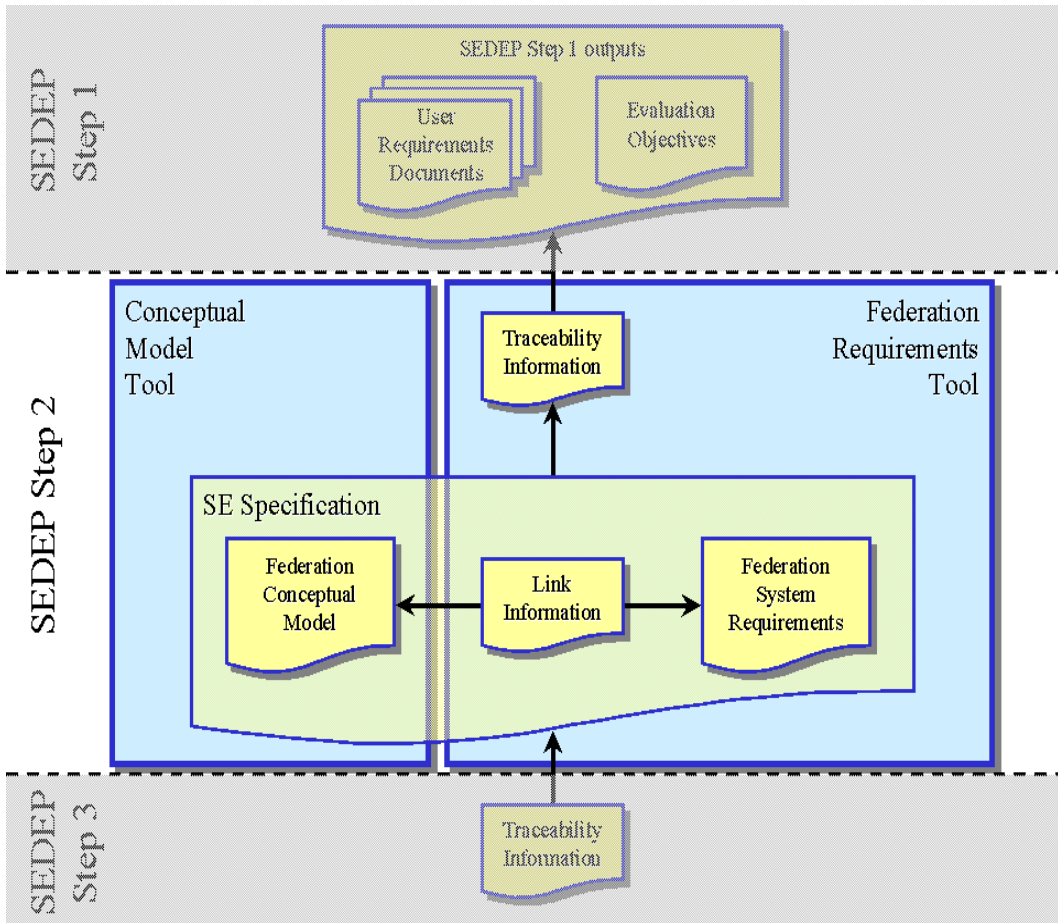 SEDEP
Step 1
SEDEP Step 1 outputs
User
Requirements
Documents
Evaluation
Objectives
SEDEP Step 2
Conceptual
Model
Tool
Traceability
Information
Federation
Requirements
Tool
SE Specification
Federation
Conceptual
Model
Link
Information
Federation
System
Requirements
SEDEP
Step 3
Traceability
Information